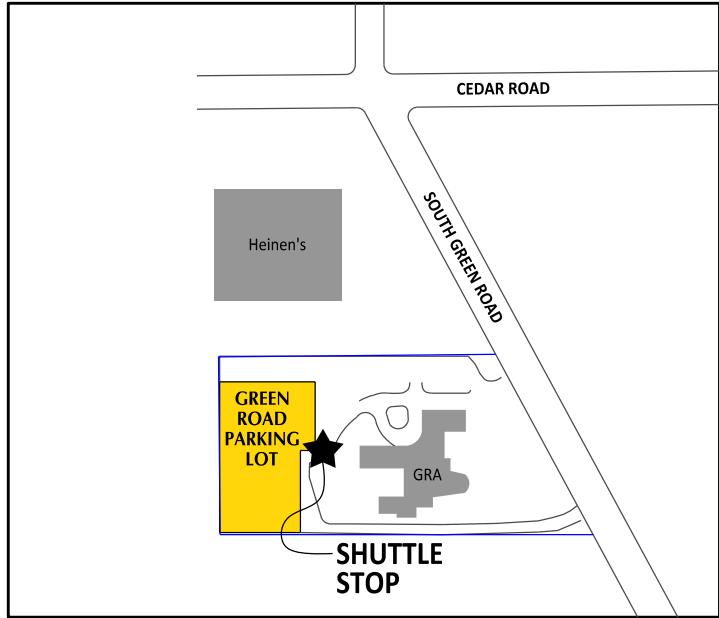 CEDAR ROAD
SOUTH GREEN ROAD
Heinen's
GREEN
ROAD
PARKING
LOT
GRA
SHUTTLE
STOP